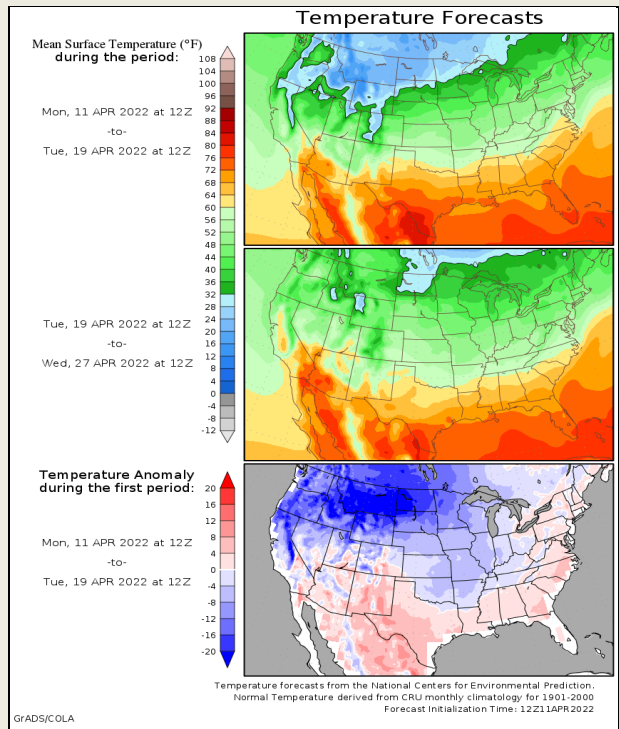 Temperature Forecasts
Mean Surface Temperature (°F)
during the period:
108
104
100
96
92
88
84
80
76
72
68
64
60
56
52
48
44
40
36
32
28
24
20
16
12
8
4
0
-4
-8
-12
Mon, 11 APR 2022 at 12Z
-to-
Tue, 19 APR 2022 at 12Z
Tue, 19 APR 2022 at 12Z
-to-
Wed, 27 APR 2022 at 12Z
Temperature Anomaly
during the first period:
20
16
12
8
4
0
-4
-8
-12
-16
-20
Mon, 11 APR 2022 at 12Z
-to-
Tue, 19 APR 2022 at 12Z
Temperature forecasts from the National Centers for Environmental Prediction.
Normal Temperature derived from CRU monthly climatology for 1901-2000
Forecast Initialization Time: 12Z11APR2022
GrADS/COLA